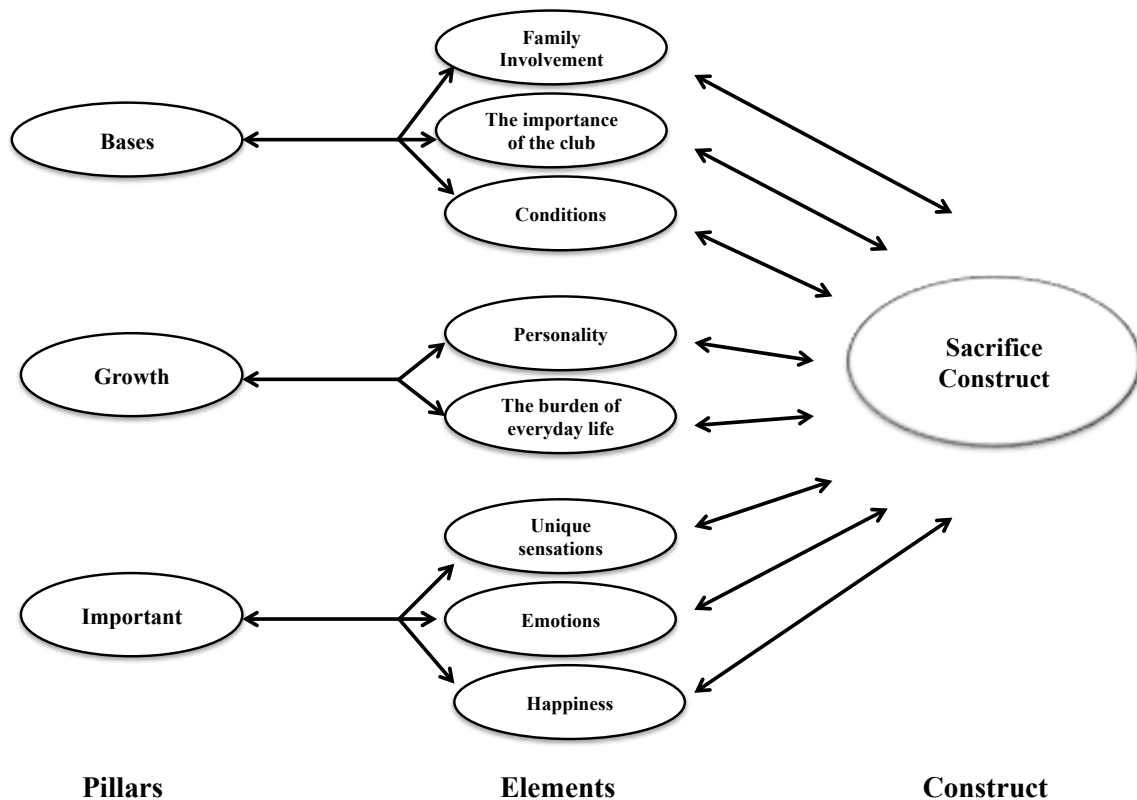 Family
Involvement
Bases
The importance
of the club
Conditions
Growth
Personality
The burden of
everyday life
Sacrifice
Construct
Important
Unique
sensations
Emotions
Happiness
Pillars
Elements
Construct